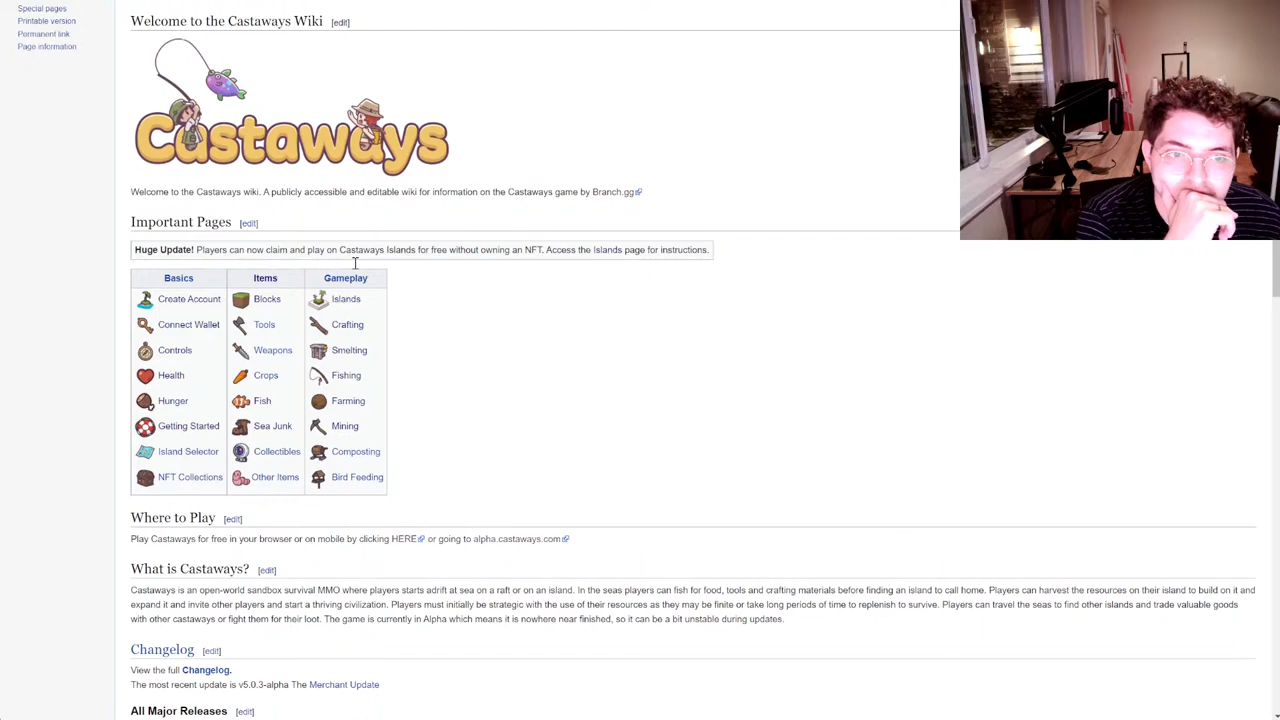 Special pages
Printable version
Permanent link
Page information
Welcome to the Castaways Wiki [edit]
Castaways
Welcome to the Castaways wiki. A publicly accessible and editable wiki for information on the Castaways game by Branch.gg
Important Pages [edit]
Huge Update! Players can now claim and play on Castaways Islands for free without owning an NFT. Access the Islands page for instructions.
Basics Items Gameplay
Create Account Blocks Islands
Connect Wallet Tools Crafting
Controls Weapons Smelting
Health Crops Fishing
Hunger Fish Farming
Getting Started Sea Junk Mining
Island Selector Collectibles Composting
NFT Collections Other Items Bird Feeding
Where to Play [edit]
Play Castaways for free in your browser or on mobile by clicking HERE or going to alpha.castaways.com
What is Castaways? [edit]
Castaways is an open-world sandbox survival MMO where players starts adrift at sea on a raft or on an island. In the seas players can fish for food, tools and crafting materials before finding an island to call home. Players can harvest the resources on their island to build on it and
expand it and invite other players and start a thriving civilization. Players must initially be strategic with the use of their resources as they may be finite or take long periods of time to replenish to survive. Players can travel the seas to find other islands and trade valuable goods
with other castaways or fight them for their loot. The game is currently in Alpha which means it is nowhere near finished, so it can be a bit unstable during updates.
Changelog [edit]
View the full Changelog.
The most recent update is v5.0.3-alpha The Merchant Update
All Major Releases [edit]